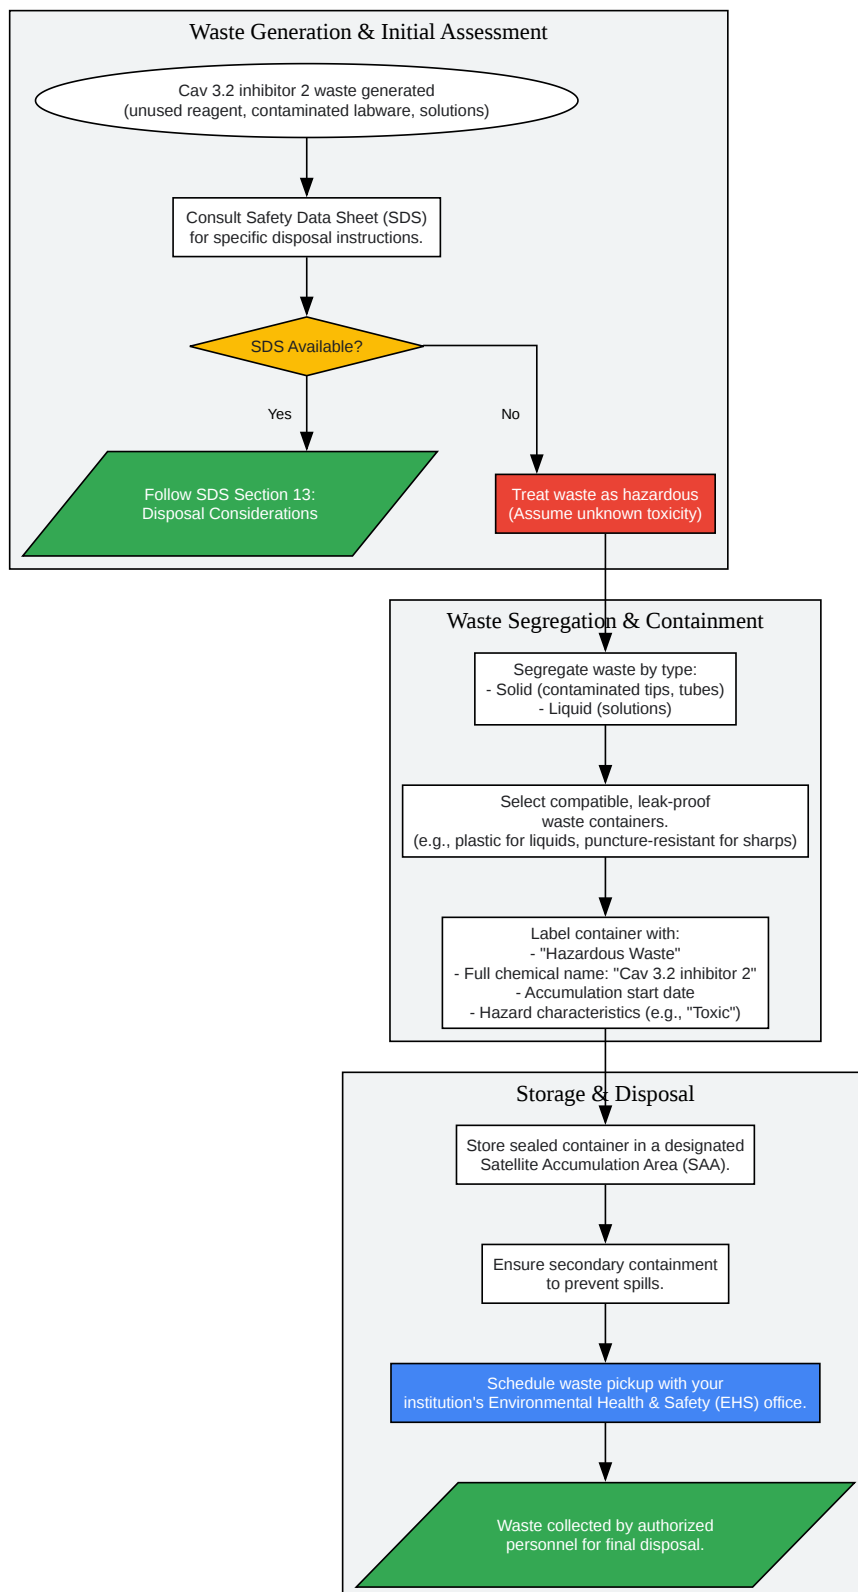 Waste Generation & Initial Assessment
Cav 3.2 inhibitor 2 waste generated
(unused reagent, contaminated labware, solutions)
Consult Safety Data Sheet (SDS)
for specific disposal instructions.
SDS Available?
Yes
No
Follow SDS Section 13:
Disposal Considerations
Treat waste as hazardous
(Assume unknown toxicity)
Waste Segregation & Containment
Segregate waste by type:
- Solid (contaminated tips, tubes)
- Liquid (solutions)
Select compatible, leak-proof
waste containers.
(e.g., plastic for liquids, puncture-resistant for sharps)
Label container with:
- "Hazardous Waste"
- Full chemical name: "Cav 3.2 inhibitor 2"
- Accumulation start date
- Hazard characteristics (e.g., "Toxic")
Storage & Disposal
Store sealed container in a designated
Satellite Accumulation Area (SAA).
Ensure secondary containment
to prevent spills.
Schedule waste pickup with your
institution's Environmental Health & Safety (EHS) office.
Waste collected by authorized
personnel for final disposal.